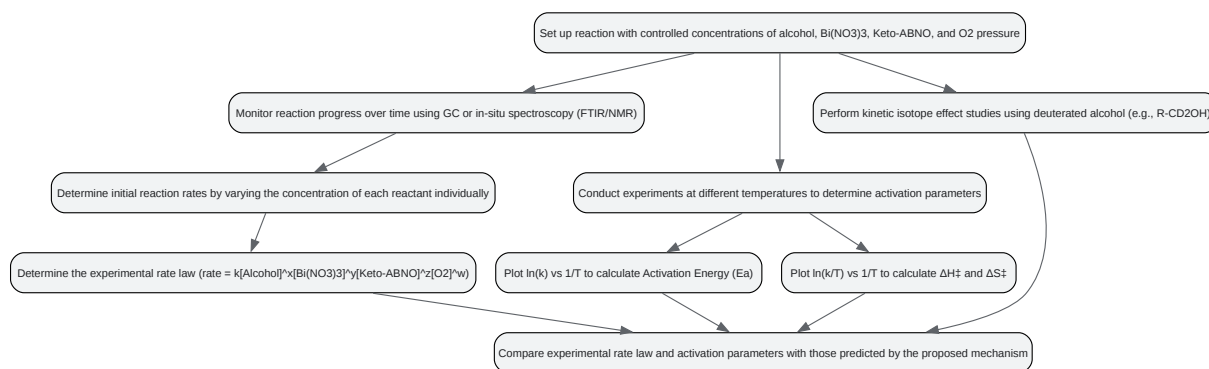 Set up reaction with controlled concentrations of alcohol, Bi(NO3)3, Keto-ABNO, and O2 pressure
Monitor reaction progress over time using GC or in-situ spectroscopy (FTIR/NMR)
Perform kinetic isotope effect studies using deuterated alcohol (e.g., R-CD2OH)
Determine initial reaction rates by varying the concentration of each reactant individually
Conduct experiments at different temperatures to determine activation parameters
Determine the experimental rate law (rate = k[Alcohol]^x[Bi(NO3)3]^y[Keto-ABNO]^z[O2]^w)
Plot ln(k) vs 1/T to calculate Activation Energy (Ea)
Plot ln(k/T) vs 1/T to calculate ΔH‡ and ΔS‡
Compare experimental rate law and activation parameters with those predicted by the proposed mechanism